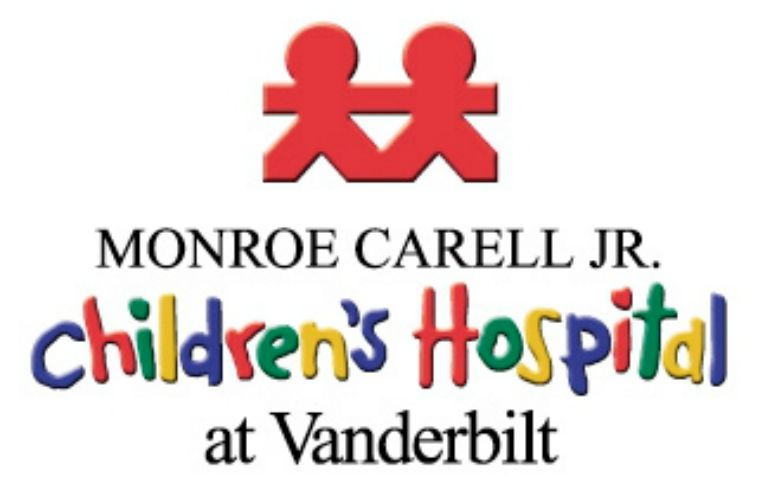 MONROE CARELL JR.
Children's Hospital
at Vanderbilt